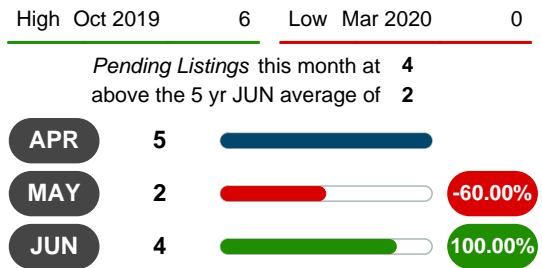 High Oct 2019 6 Low Mar 2020 0
Pending Listings this month at 4
above the 5 yr JUN average of 2
APR 5
MAY 2 -60.00%
JUN 4 100.00%